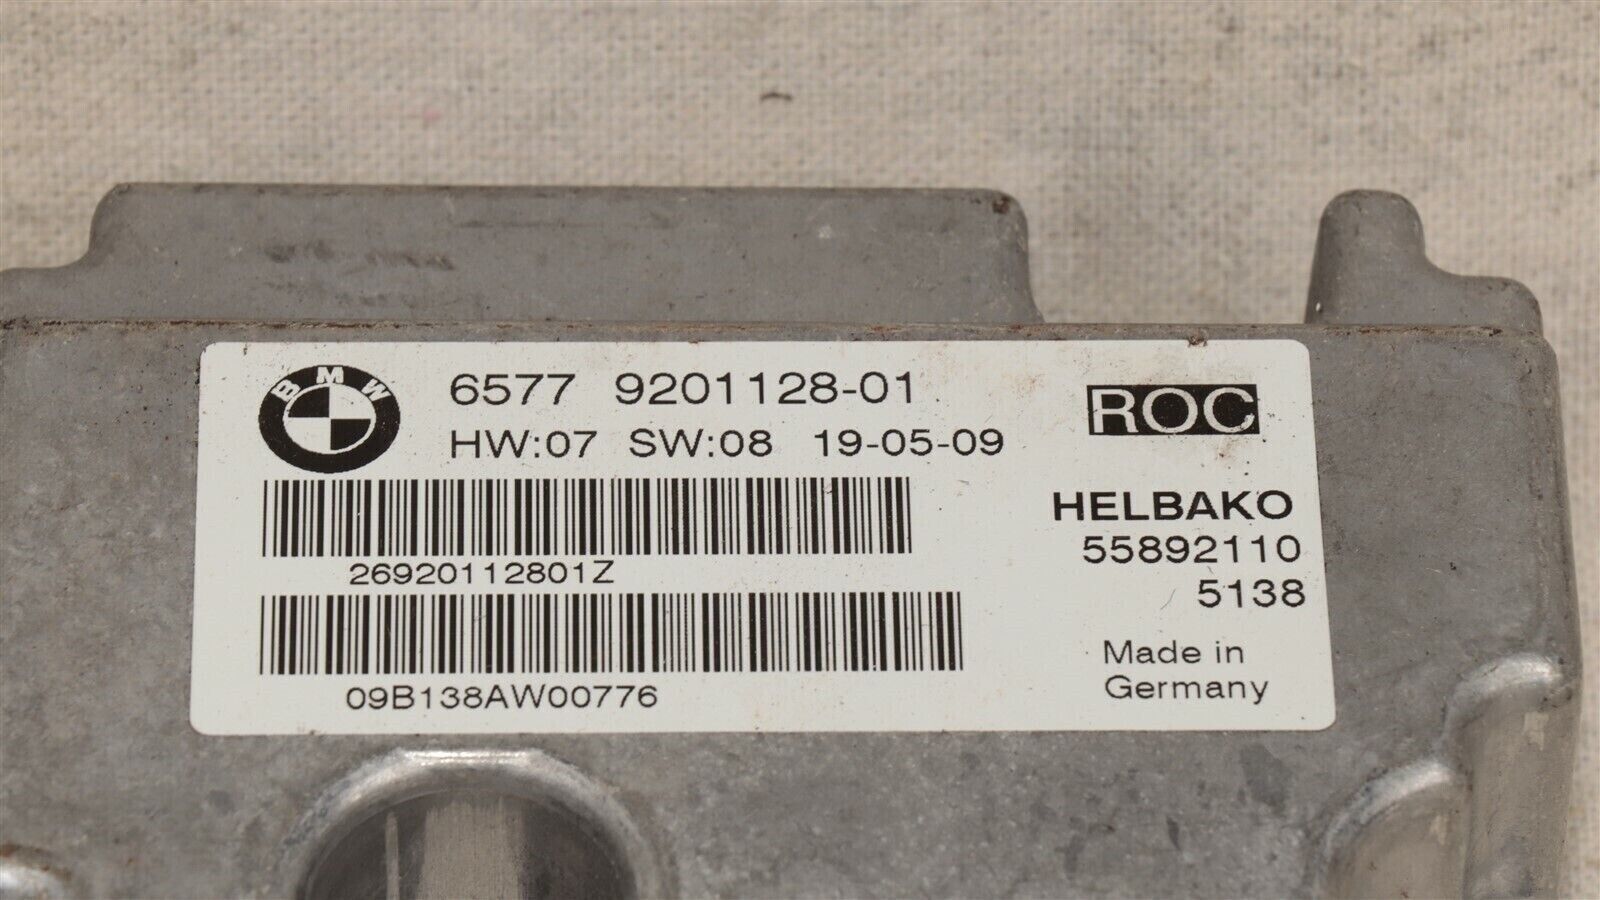 BMW
6577 9201128-01
HW:07 SW:08 19-05-09
26920112801Z
09B138AW00776
ROC
HELBAKO
55892110
5138
Made in
Germany